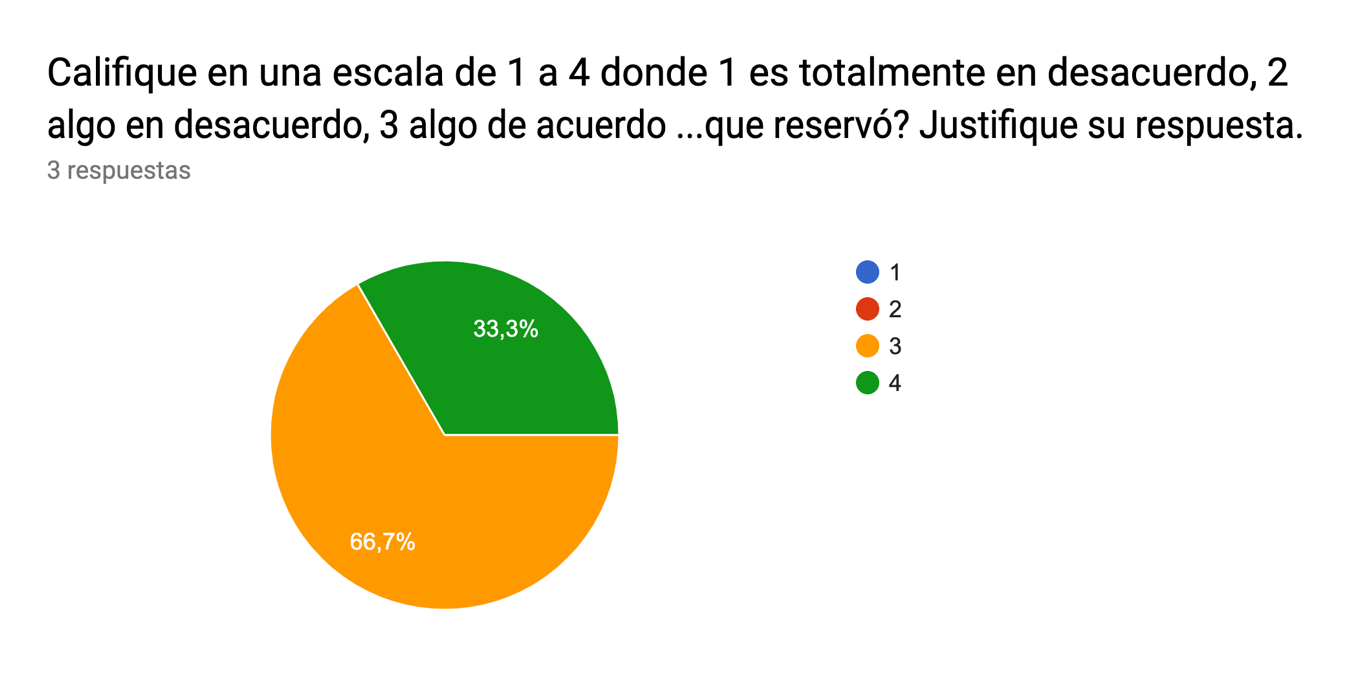 Califique en una escala de 1 a 4 donde 1 es totalmente en desacuerdo, 2
algo en desacuerdo, 3 algo de acuerdo ...que reservó? Justifique su respuesta.
3 respuestas
1
2
3
4
33,3%
66,7%